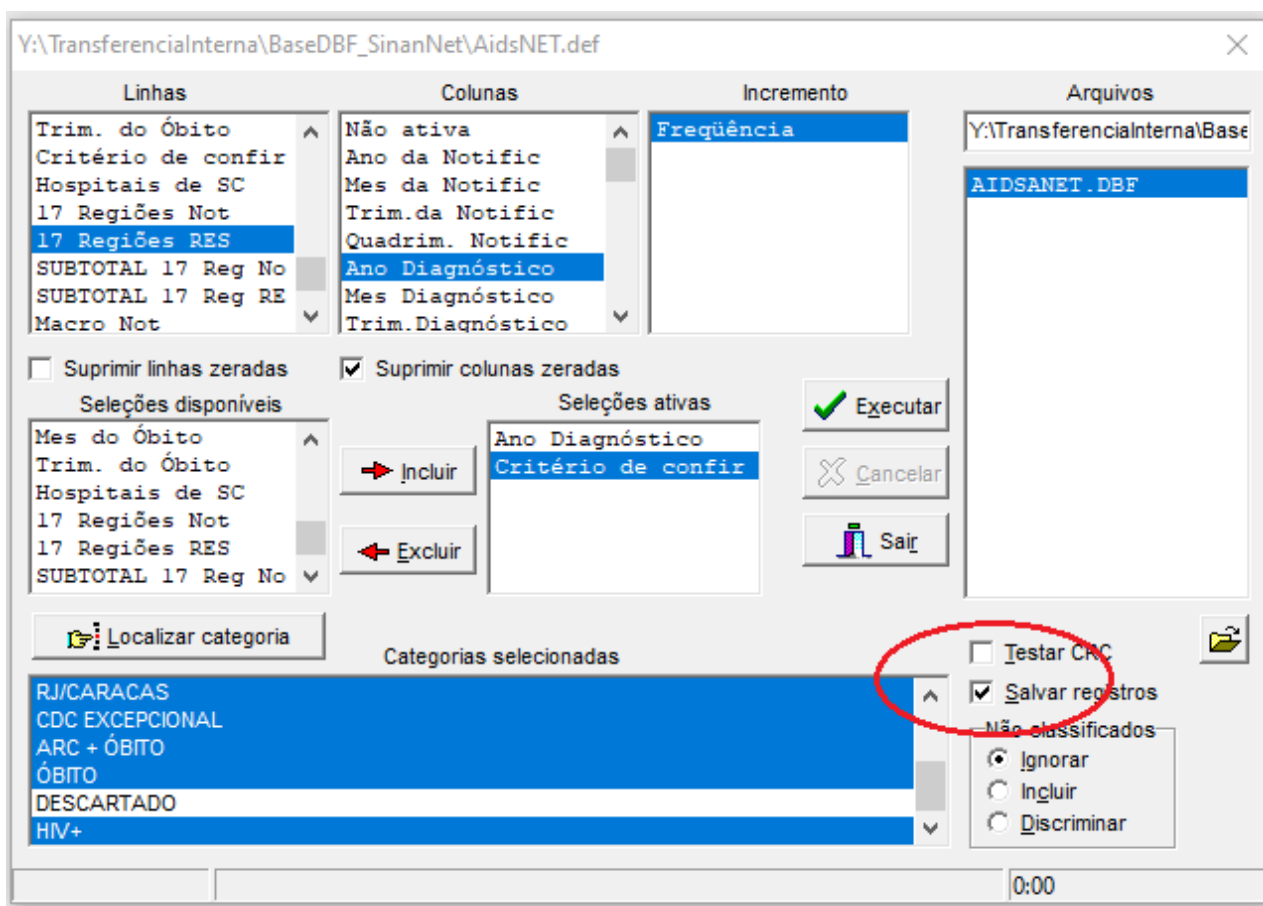 Y:\TransferenciaInterna\BaseDBF_SinanNet\AidsNET.def
Linhas
Trim. do Óbito
Critério de confir
Hospitais de SC
17 Regiões Not
17 Regiões RES
SUBTOTAL 17 Reg No
SUBTOTAL 17 Reg RE
Macro Not
Colunas
Não ativa
Ano da Notific
Mes da Notific
Trim.da Notific
Quadrim. Notific
Ano Diagnóstico
Mes Diagnóstico
Trim.Diagnóstico
Incremento
Freqüência
Arquivos
Y:\TransferenciaInterna\Base
AIDSANET.DBF
Suprimir linhas zeradas
Suprimir colunas zeradas
Seleções disponíveis
Mes do Óbito
Trim. do Óbito
Hospitais de SC
17 Regiões Not
17 Regiões RES
SUBTOTAL 17 Reg No
Incluir
Excluir
Seleções ativas
Ano Diagnóstico
Critério de confir
Executar
Cancelar
Sair
Localizar categoria
Categorias selecionadas
RJ/CARACAS
CDC EXCEPCIONAL
ARC + ÓBITO
ÓBITO
DESCARTADO
HIV+
Testar CRC
Salvar registros
Não classificados
Ignorar
Incluir
Discriminar
0:00